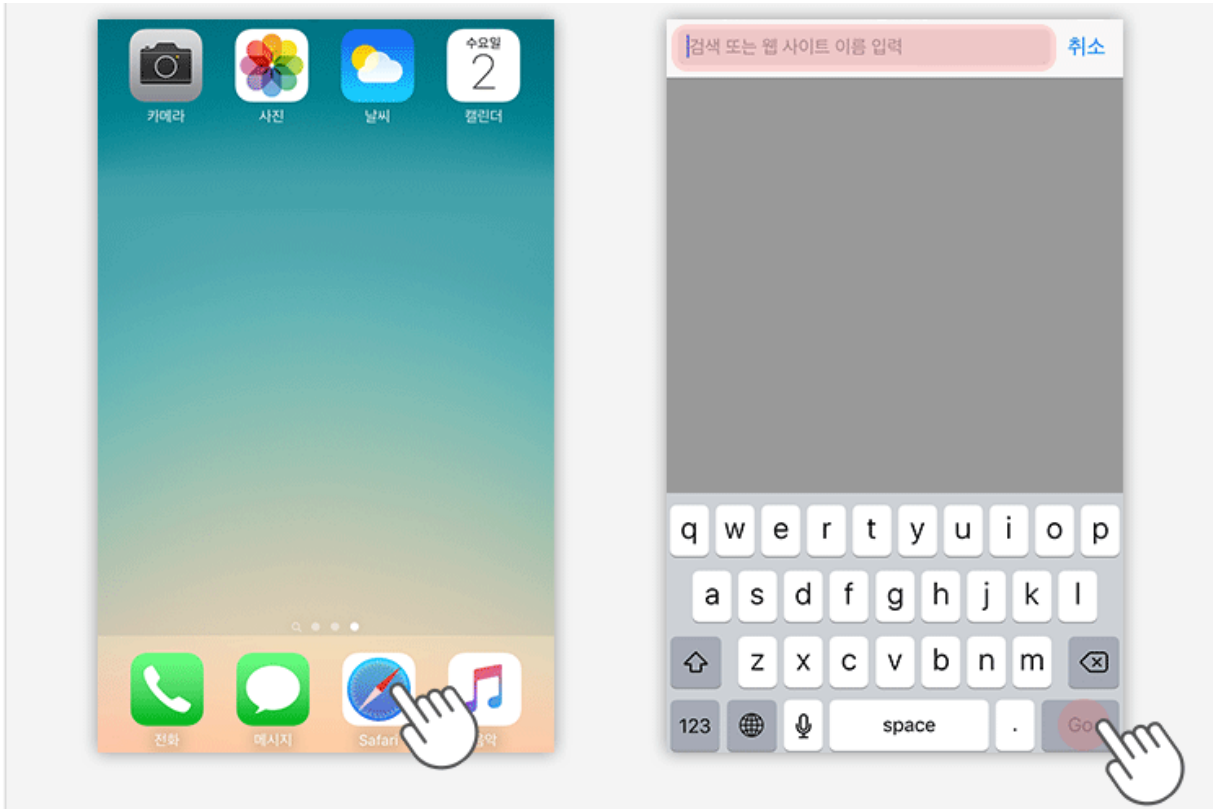 수요일
2
카메라
사진
날씨
캘린더
전화
메시지
Safari
검색 또는 웹 사이트 이름 입력
취소
q w e r t y u i o p
a s d f g h j k l
z x c v b n m
123 space . Go